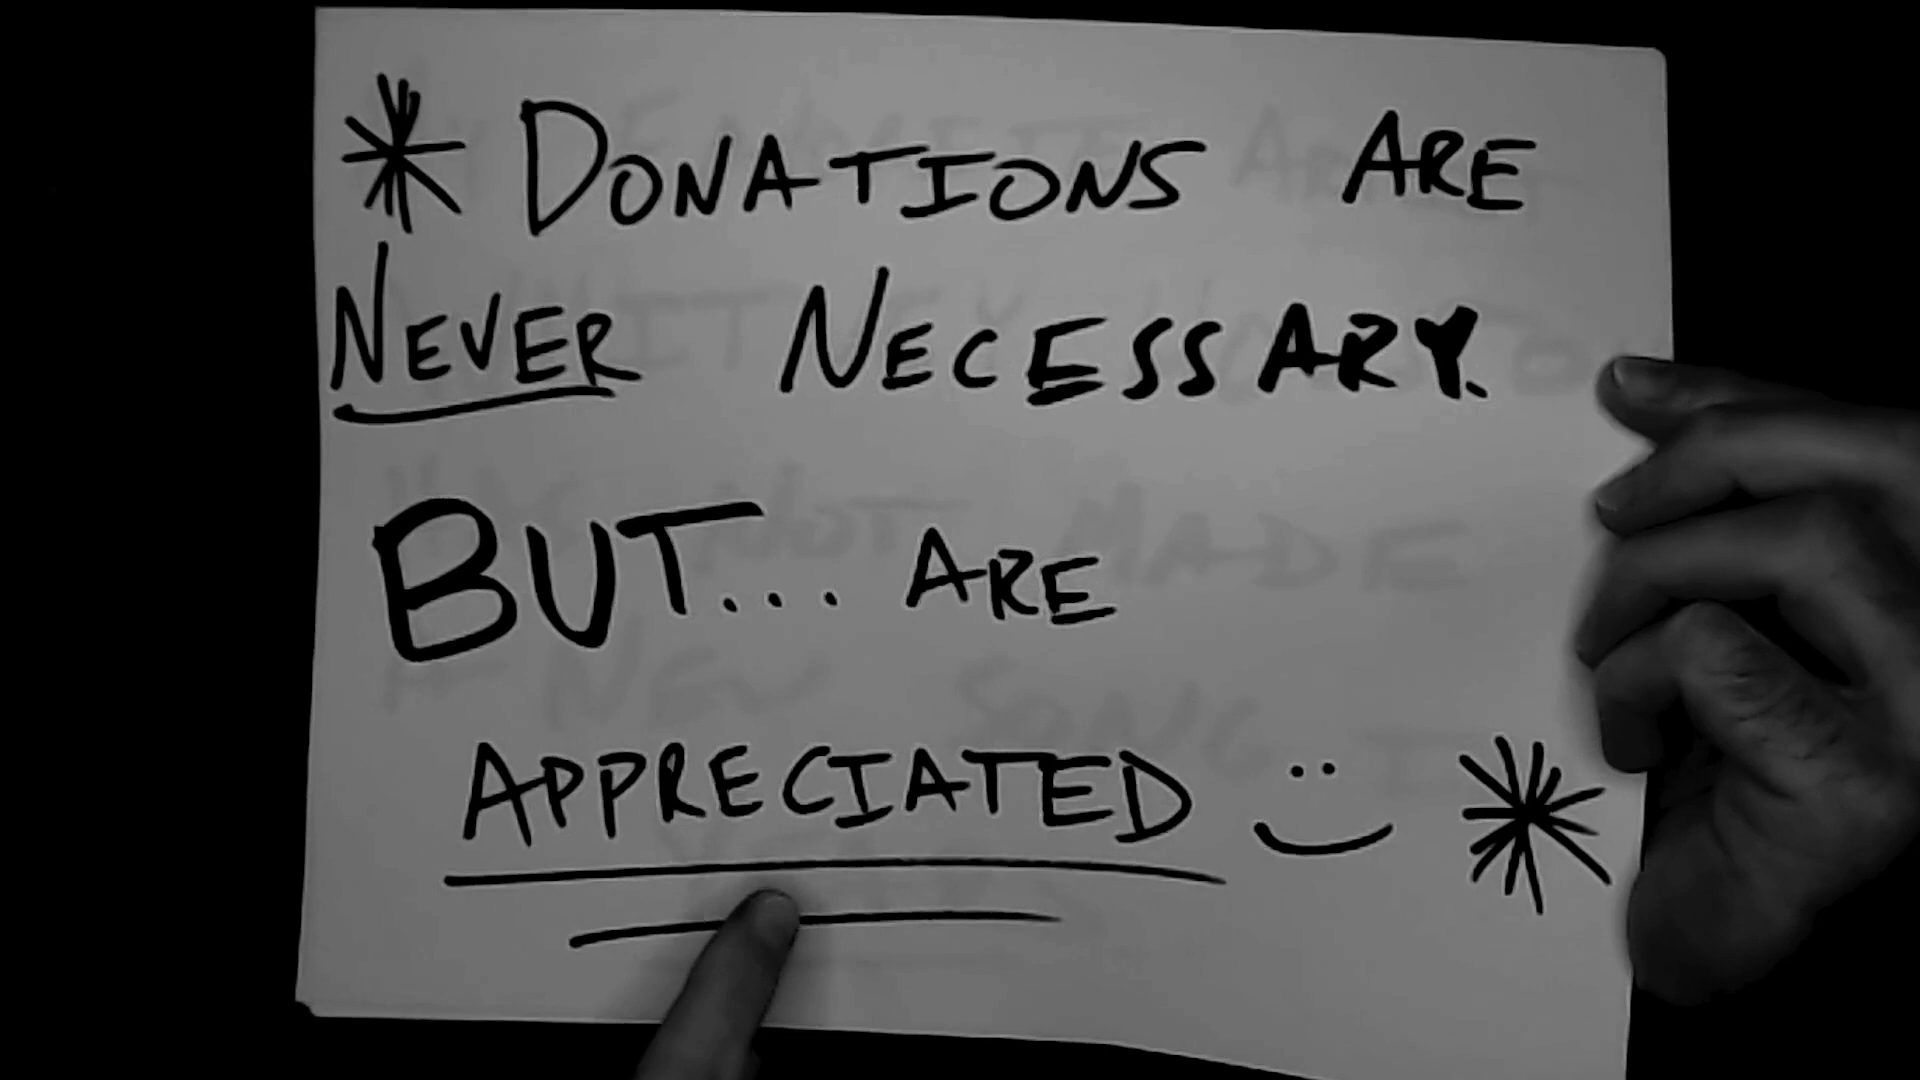 * DONATIONS ARE
NEVER NECESSARY.
BUT... ARE
APPRECIATED :) *